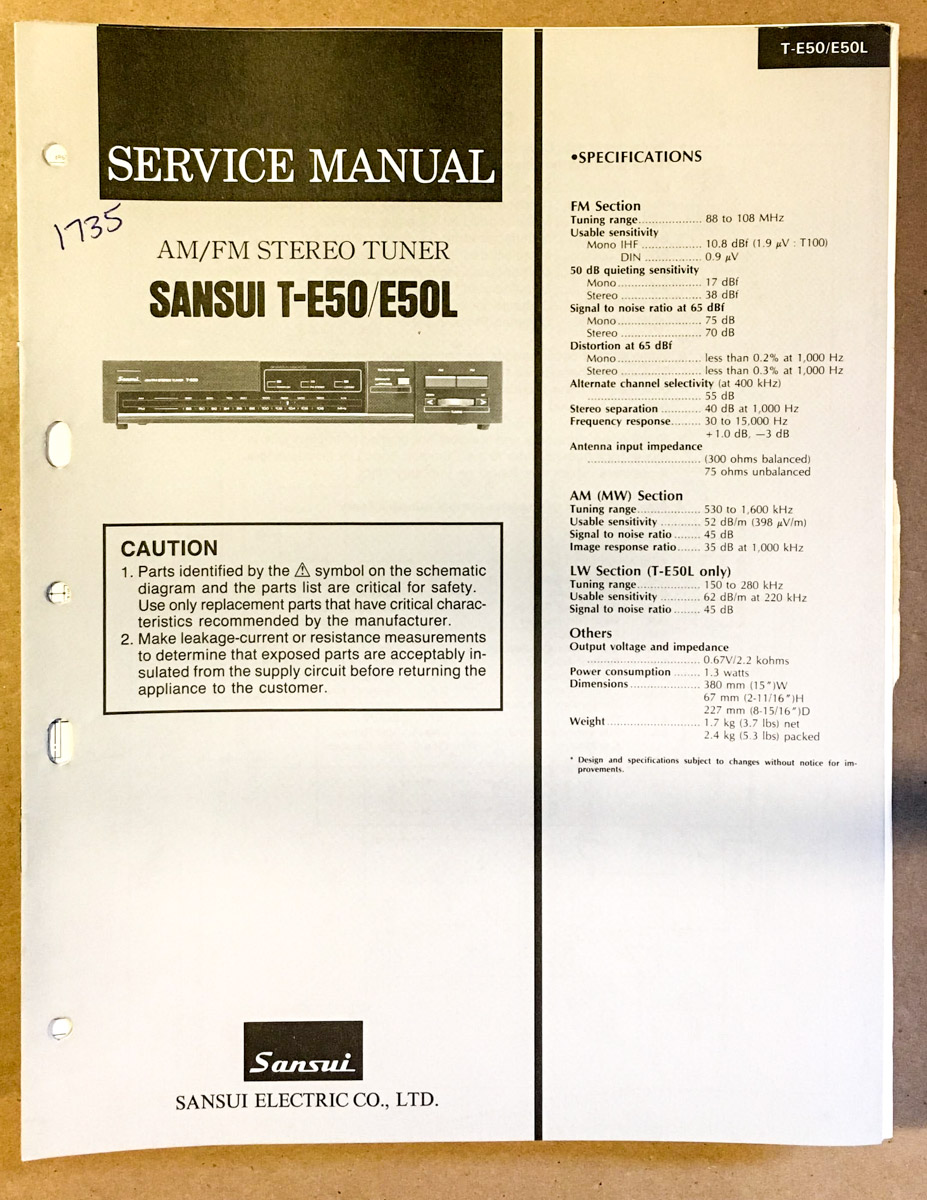 T-E50/E50L
SERVICE MANUAL
1735
AM/FM STEREO TUNER
SANSUI T-E50/E50L
Sansui
CAUTION
1. Parts identified by the ⚠ symbol on the schematic
diagram and the parts list are critical for safety.
Use only replacement parts that have critical charac-
teristics recommended by the manufacturer.
2. Make leakage-current or resistance measurements
to determine that exposed parts are acceptably in-
sulated from the supply circuit before returning the
appliance to the customer.
Sansui
SANSUI ELECTRIC CO., LTD.
•SPECIFICATIONS
FM Section
Tuning range................... 88 to 108 MHz
Usable sensitivity
Mono IHF .................. 10.8 dBf (1.9 μV : T100)
DIN ................. 0.9 μV
50 dB quieting sensitivity
Mono......................... 17 dBf
Stereo ........................ 38 dBf
Signal to noise ratio at 65 dBf
Mono......................... 75 dB
Stereo ........................ 70 dB
Distortion at 65 dBf
Mono......................... less than 0.2% at 1,000 Hz
Stereo ........................ less than 0.3% at 1,000 Hz
Alternate channel selectivity (at 400 kHz)
.................................. 55 dB
Stereo separation ............ 40 dB at 1,000 Hz
Frequency response......... 30 to 15,000 Hz
+1.0 dB, −3 dB
Antenna input impedance
.................................. (300 ohms balanced)
75 ohms unbalanced
AM (MW) Section
Tuning range................... 530 to 1,600 kHz
Usable sensitivity ............ 52 dB/m (398 μV/m)
Signal to noise ratio ........ 45 dB
Image response ratio....... 35 dB at 1,000 kHz
LW Section (T-E50L only)
Tuning range................... 150 to 280 kHz
Usable sensitivity ............ 62 dB/m at 220 kHz
Signal to noise ratio ........ 45 dB
Others
Output voltage and impedance
.................................. 0.67V/2.2 kohms
Power consumption ........ 1.3 watts
Dimensions ..................... 380 mm (15″)W
67 mm (2-11/16″)H
227 mm (8-15/16″)D
Weight ............................ 1.7 kg (3.7 lbs) net
2.4 kg (5.3 lbs) packed
* Design and specifications subject to changes without notice for im-
provements.